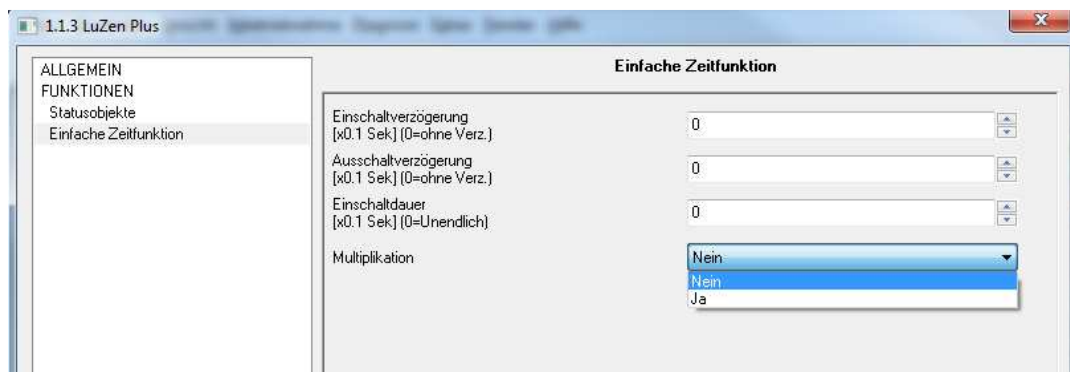 1.1.3 LuZen Plus
ALLGEMEIN
FUNKTIONEN
Statusobjekte
Einfache Zeitfunktion
Einfache Zeitfunktion
Einschaltverzögerung
[x0.1 Sek] (0=ohne Verz.)
0
Ausschaltverzögerung
[x0.1 Sek] (0=ohne Verz.)
0
Einschaltdauer
[x0.1 Sek] (0=Unendlich)
0
Multiplikation
Nein
Nein
Ja